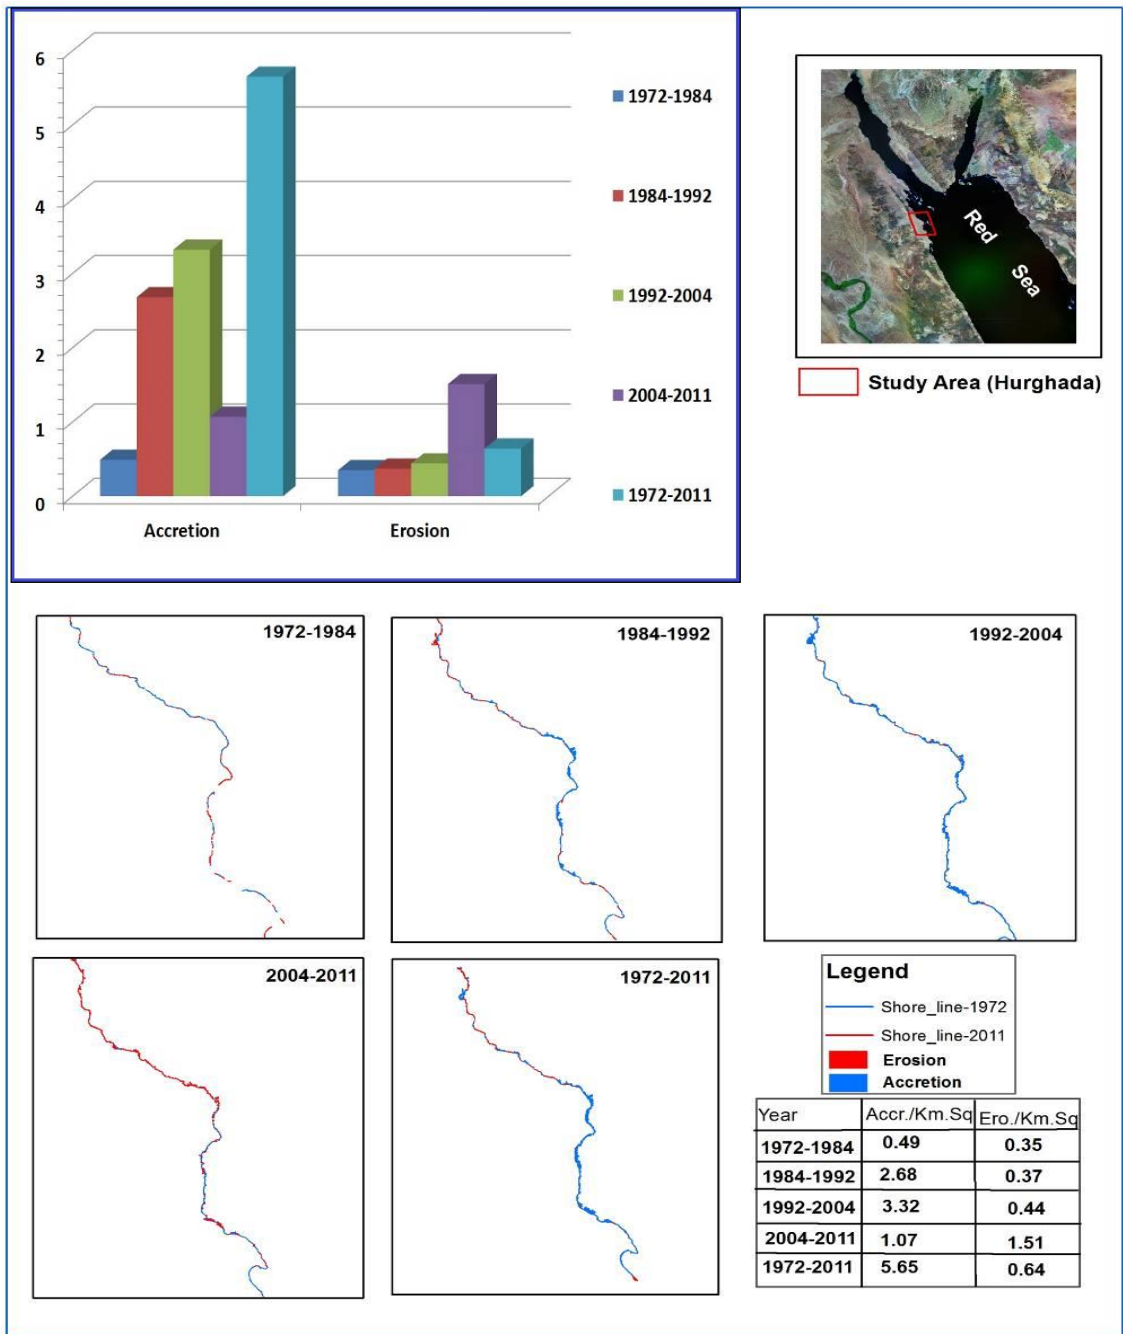 6
5
4
3
2
1
0
Accretion
Erosion
1972-1984
1984-1992
1992-2004
2004-2011
1972-2011
Red
Sea
Study Area (Hurghada)
1972-1984
1984-1992
1992-2004
2004-2011
1972-2011
Legend
Shore_line-1972
Shore_line-2011
Erosion
Accretion
Year Accr./Km.Sq Ero./Km.Sq
1972-1984 0.49 0.35
1984-1992 2.68 0.37
1992-2004 3.32 0.44
2004-2011 1.07 1.51
1972-2011 5.65 0.64